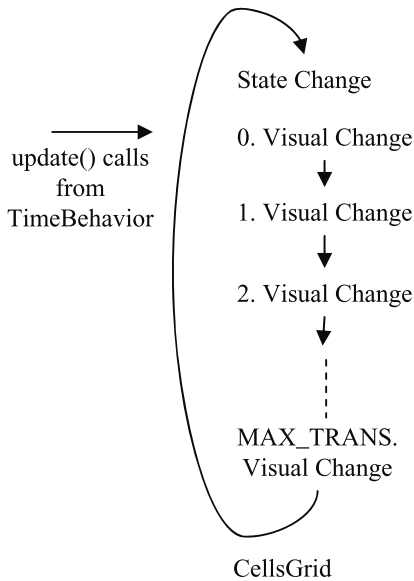 State Change
0. Visual Change
update() calls
from
TimeBehavior
1. Visual Change
2. Visual Change
MAX_TRANS.
Visual Change
CellsGrid